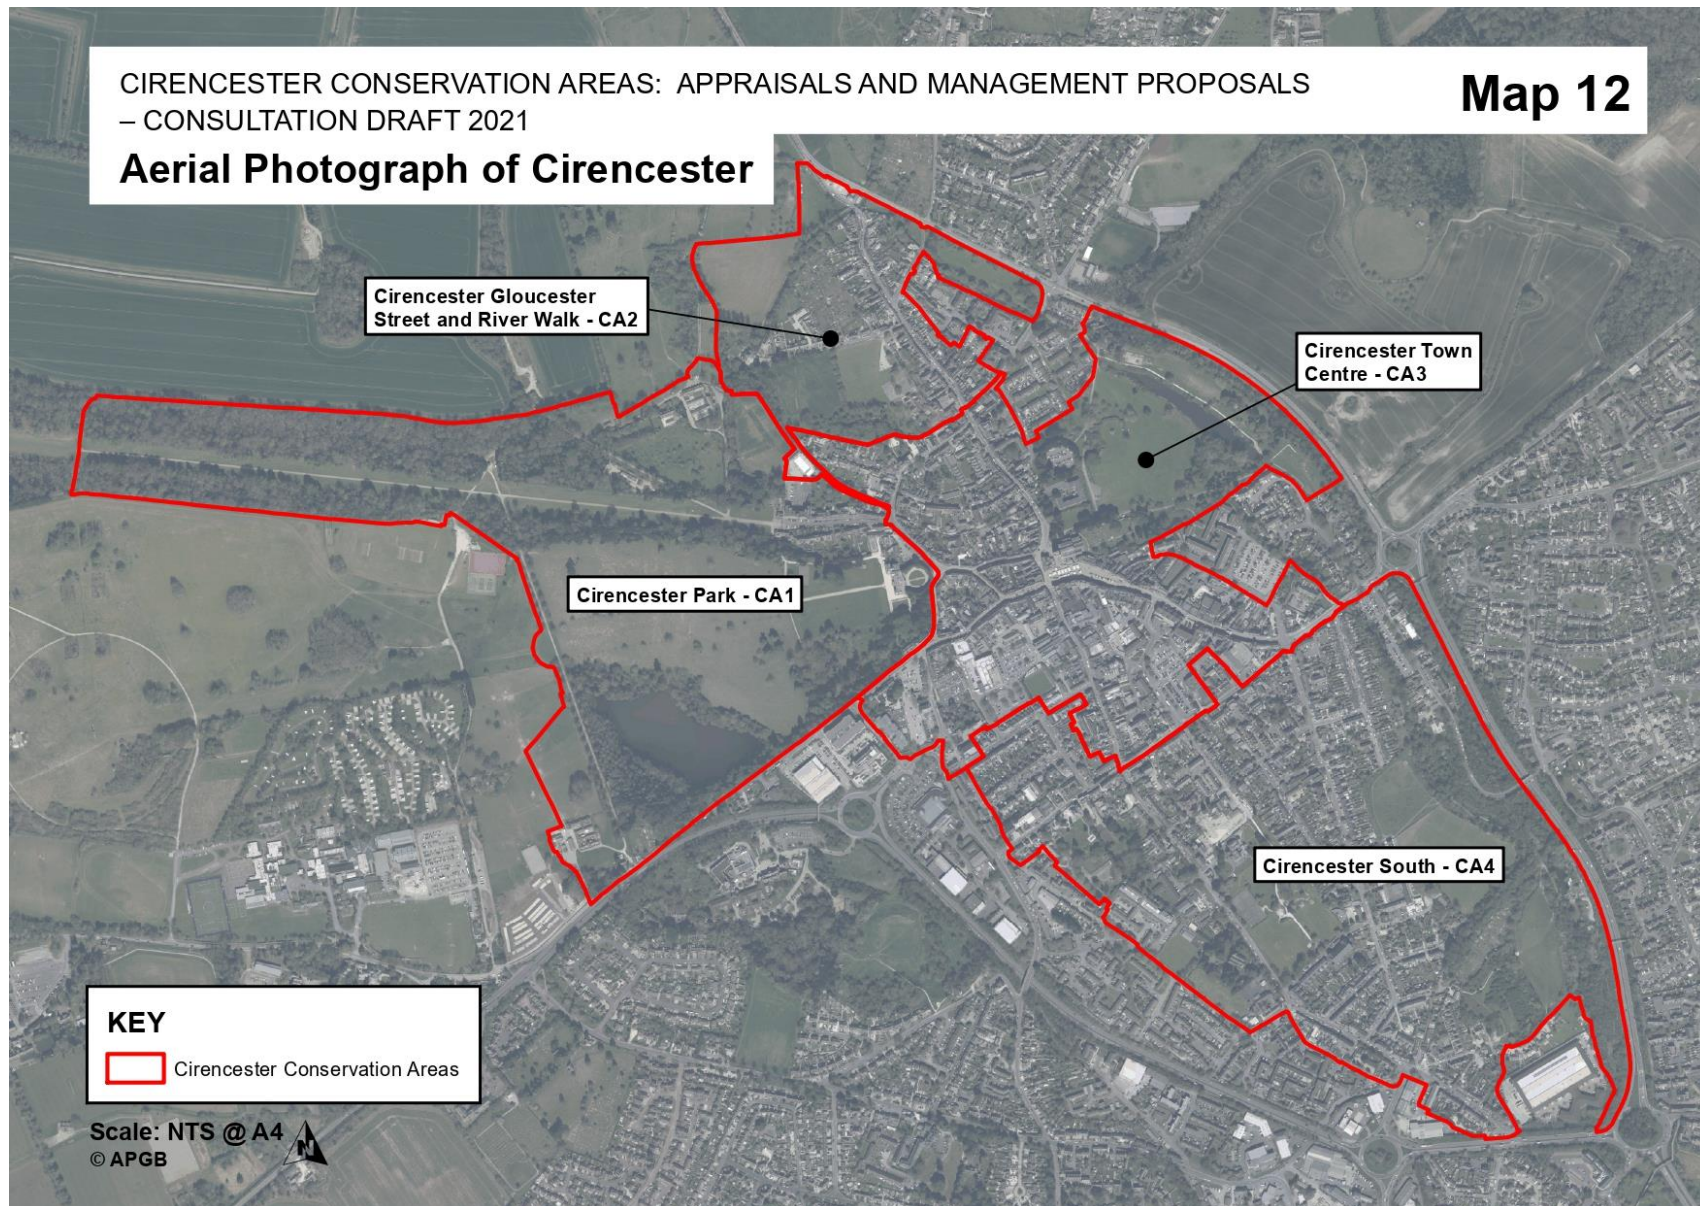 CIRENCESTER CONSERVATION AREAS: APPRAISALS AND MANAGEMENT PROPOSALS
– CONSULTATION DRAFT 2021
Map 12
Aerial Photograph of Cirencester
Cirencester Gloucester
Street and River Walk - CA2
Cirencester Town
Centre - CA3
Cirencester Park - CA1
Cirencester South - CA4
KEY
Cirencester Conservation Areas
Scale: NTS @ A4
© APGB
N